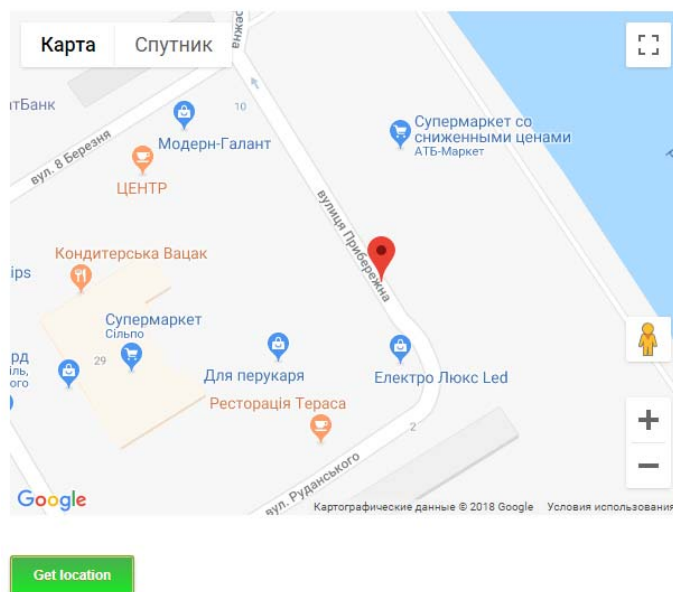 Карта
Спутник
ежна
тБанк
10
Модерн-Галант
вул. 8 Березня
ЦЕНТР
Супермаркет со
сниженными ценами
АТБ-Маркет
вулиця Прибережна
Кондитерська Вацак
ips
Супермаркет
Сільпо
29
рд
іль,
ого
Для перукаря
Електро Люкс Led
Ресторація Тераса
2
вул. Руданського
Google
Картографические данные © 2018 Google
Условия использования
Get location